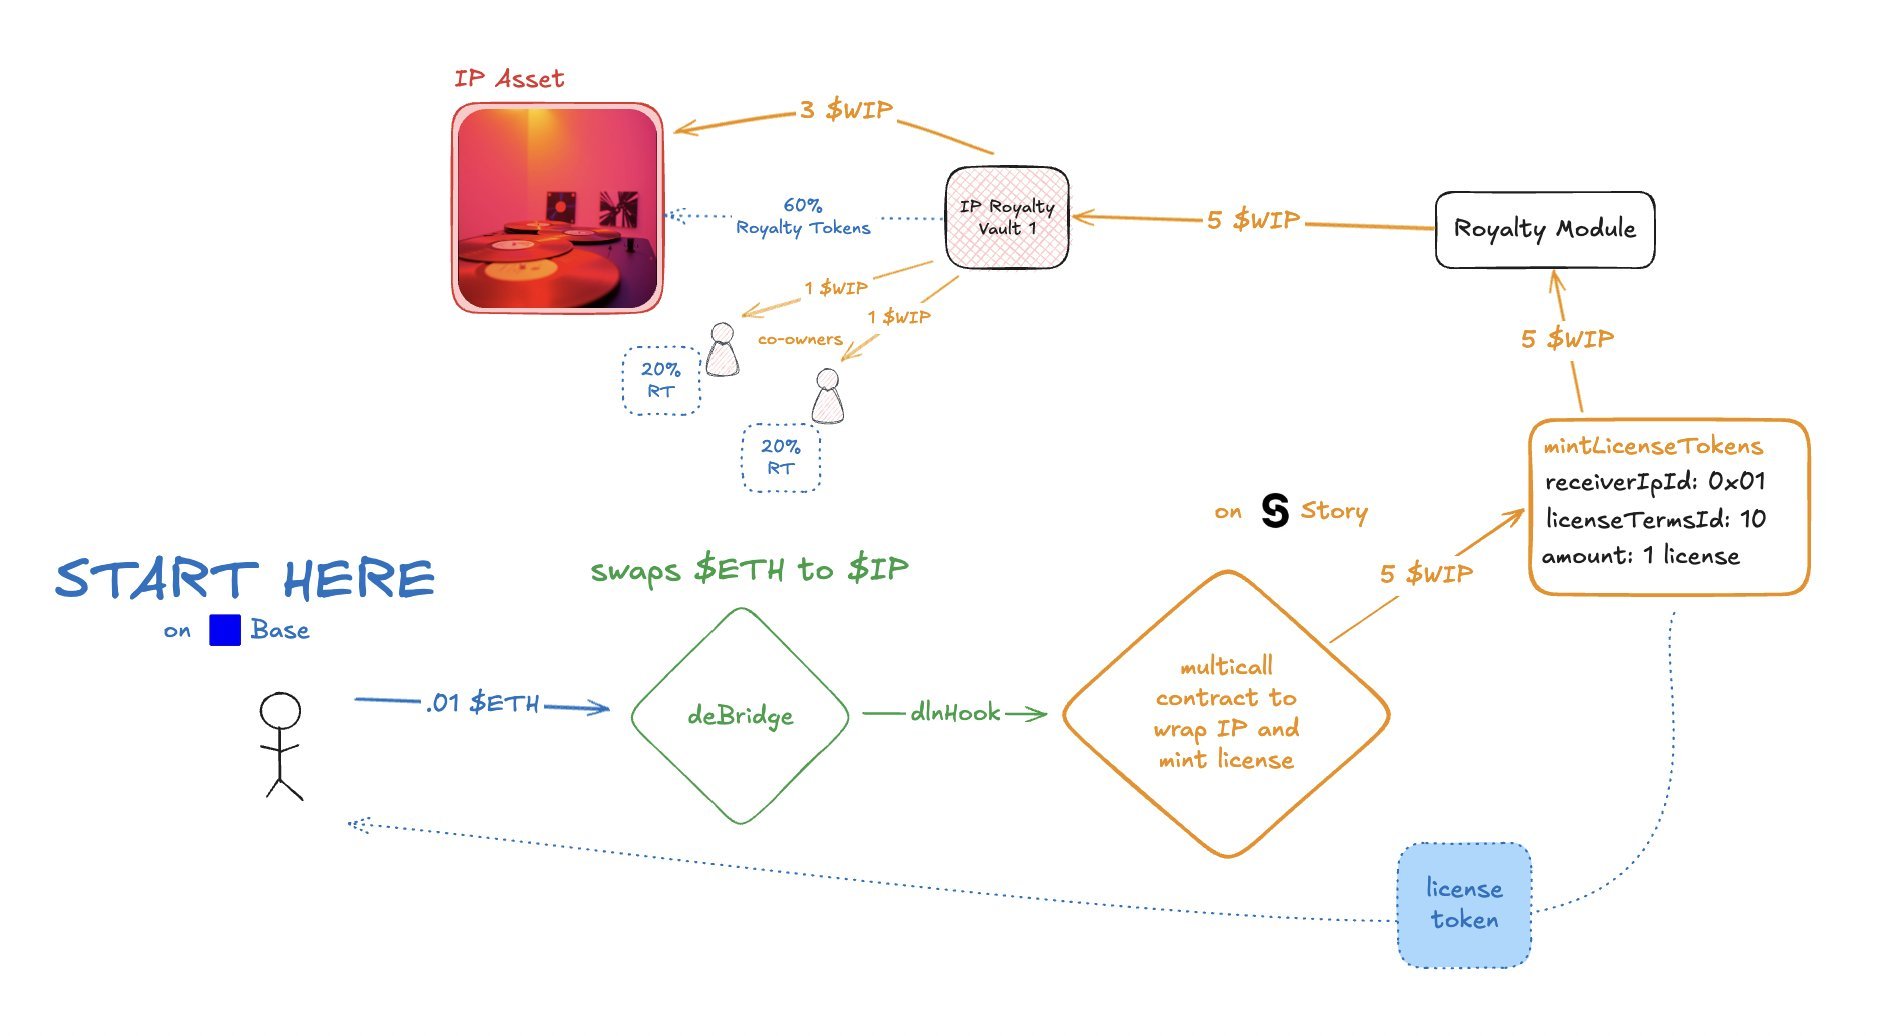 IP Asset
3 $WIP
60%
Royalty Tokens
IP Royalty
Vault 1
5 $WIP
Royalty Module
1 $WIP
1 $WIP
co-owners
20%
RT
20%
RT
5 $WIP
mintLicenseTokens
receiverIpId: 0x01
licenseTermsId: 10
amount: 1 license
on Story
5 $WIP
START HERE
on Base
swaps $ETH to $IP
.01 $ETH
deBridge
dlnHook
multicall
contract to
wrap IP and
mint license
license
token